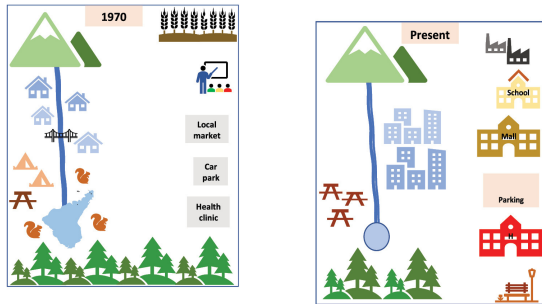 1970
Local
market
Car
park
Health
clinic
Present
School
Mall
Parking
H